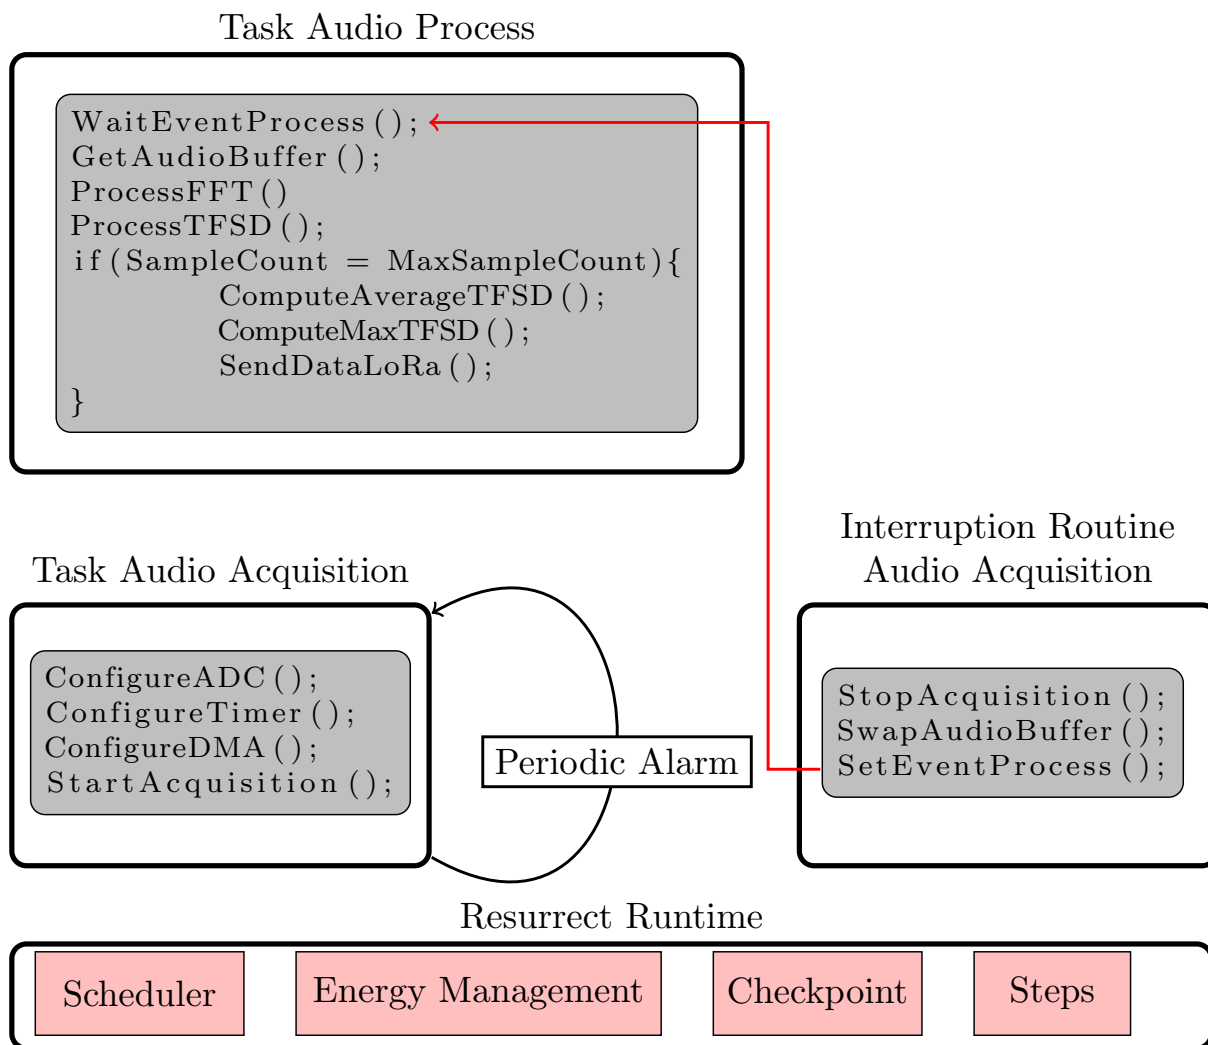 Task Audio Process
WaitEventProcess();
GetAudioBuffer();
ProcessFFT()
ProcessTFSD();
if(SampleCount = MaxSampleCount){
ComputeAverageTFSD();
ComputeMaxTFSD();
SendDataLoRa();
}
Interruption Routine
Audio Acquisition
Task Audio Acquisition
ConfigureADC();
ConfigureTimer();
ConfigureDMA();
StartAcquisition();
Periodic Alarm
StopAcquisition();
SwapAudioBuffer();
SetEventProcess();
Resurrect Runtime
Scheduler
Energy Management
Checkpoint
Steps